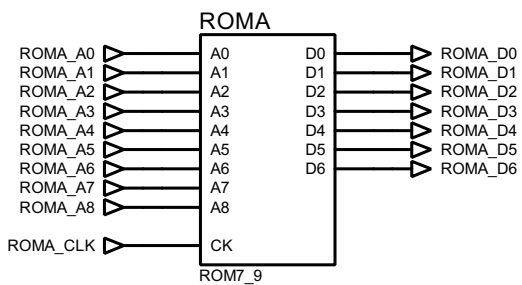 ROMA
ROMA_A0 A0 D0 ROMA_D0
ROMA_A1 A1 D1 ROMA_D1
ROMA_A2 A2 D2 ROMA_D2
ROMA_A3 A3 D3 ROMA_D3
ROMA_A4 A4 D4 ROMA_D4
ROMA_A5 A5 D5 ROMA_D5
ROMA_A6 A6 D6 ROMA_D6
ROMA_A7 A7
ROMA_A8 A8
ROMA_CLK CK
ROM7_9